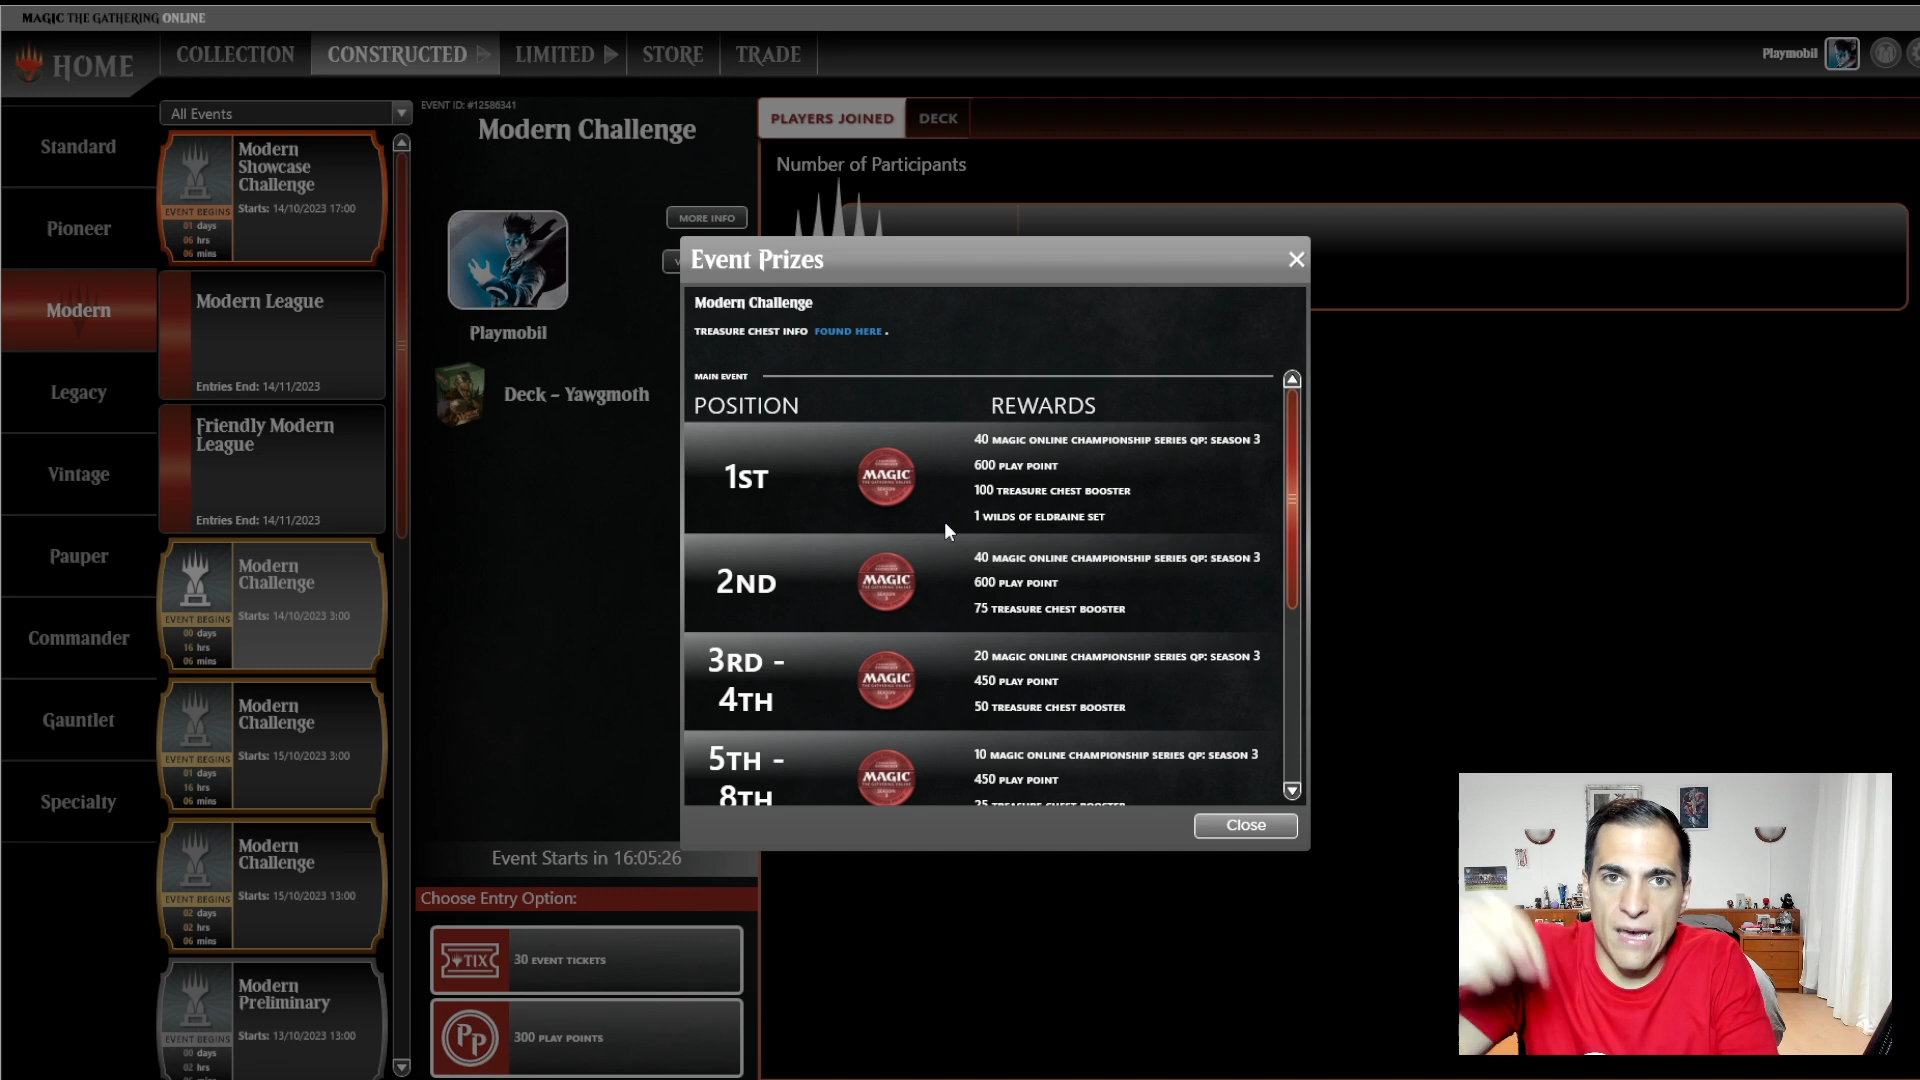 MAGIC THE GATHERING ONLINE
HOME
COLLECTION
CONSTRUCTED
LIMITED
STORE
TRADE
Playmobil
Standard
Pioneer
Modern
Legacy
Vintage
Pauper
Commander
Gauntlet
Specialty
All Events
Modern
Showcase
Challenge
Starts: 14/10/2023 17:00
EVENT BEGINS
01 days
06 hrs
06 mins
Modern League
Entries End: 14/11/2023
Friendly Modern
League
Entries End: 14/11/2023
Modern
Challenge
Starts: 14/10/2023 3:00
EVENT BEGINS
00 days
16 hrs
06 mins
Modern
Challenge
Starts: 15/10/2023 3:00
EVENT BEGINS
01 days
16 hrs
06 mins
Modern
Challenge
Starts: 15/10/2023 13:00
EVENT BEGINS
02 days
02 hrs
06 mins
Modern
Preliminary
Starts: 13/10/2023 13:00
EVENT BEGINS
00 days
02 hrs
EVENT ID: #12586341
Modern Challenge
MORE INFO
Playmobil
Deck - Yawgmoth
Event Starts in 16:05:26
Choose Entry Option:
TIX
30 EVENT TICKETS
PP
300 PLAY POINTS
PLAYERS JOINED
DECK
Number of Participants
Event Prizes
Modern Challenge
TREASURE CHEST INFO FOUND HERE .
MAIN EVENT
POSITION
REWARDS
1ST
MAGIC
40 MAGIC ONLINE CHAMPIONSHIP SERIES QP: SEASON 3
600 PLAY POINT
100 TREASURE CHEST BOOSTER
1 WILDS OF ELDRAINE SET
2ND
MAGIC
40 MAGIC ONLINE CHAMPIONSHIP SERIES QP: SEASON 3
600 PLAY POINT
75 TREASURE CHEST BOOSTER
3RD -
4TH
MAGIC
20 MAGIC ONLINE CHAMPIONSHIP SERIES QP: SEASON 3
450 PLAY POINT
50 TREASURE CHEST BOOSTER
5TH -
8TH
MAGIC
10 MAGIC ONLINE CHAMPIONSHIP SERIES QP: SEASON 3
450 PLAY POINT
25 TREASURE CHEST BOOSTER
Close